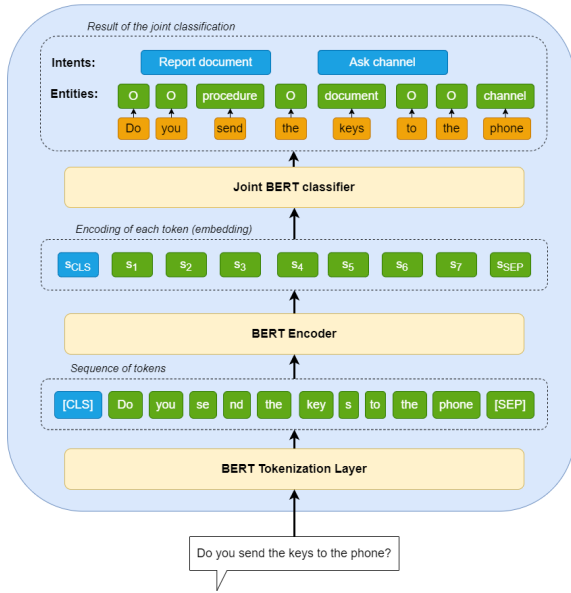 Result of the joint classification
Intents: Report document Ask channel
Entities: O O procedure O document O O channel
Do you send the keys to the phone
Joint BERT classifier
Encoding of each token (embedding)
sCLS s1 s2 s3 s4 s5 s6 s7 sSEP
BERT Encoder
Sequence of tokens
[CLS] Do you se nd the key s to the phone [SEP]
BERT Tokenization Layer
Do you send the keys to the phone?